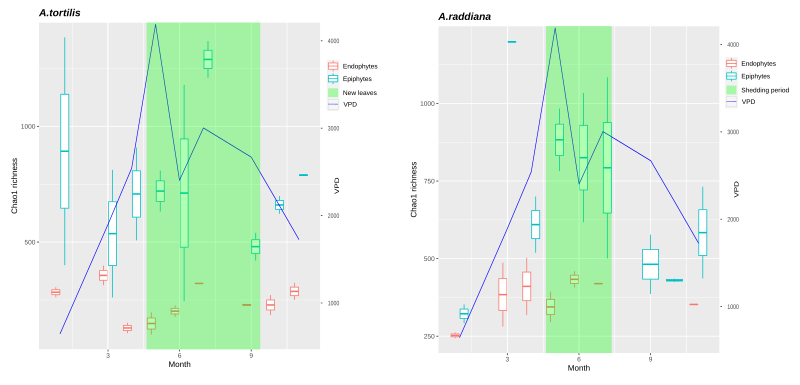 A.tortilis
Chao1 richness
1000
500
3
6
9
Month
4000
3000
2000
1000
VPD
Endophytes
Epiphytes
New leaves
VPD
A.raddiana
Chao1 richness
1000
750
500
250
3
6
9
Month
4000
3000
2000
1000
VPD
Endophytes
Epiphytes
Shedding period
VPD